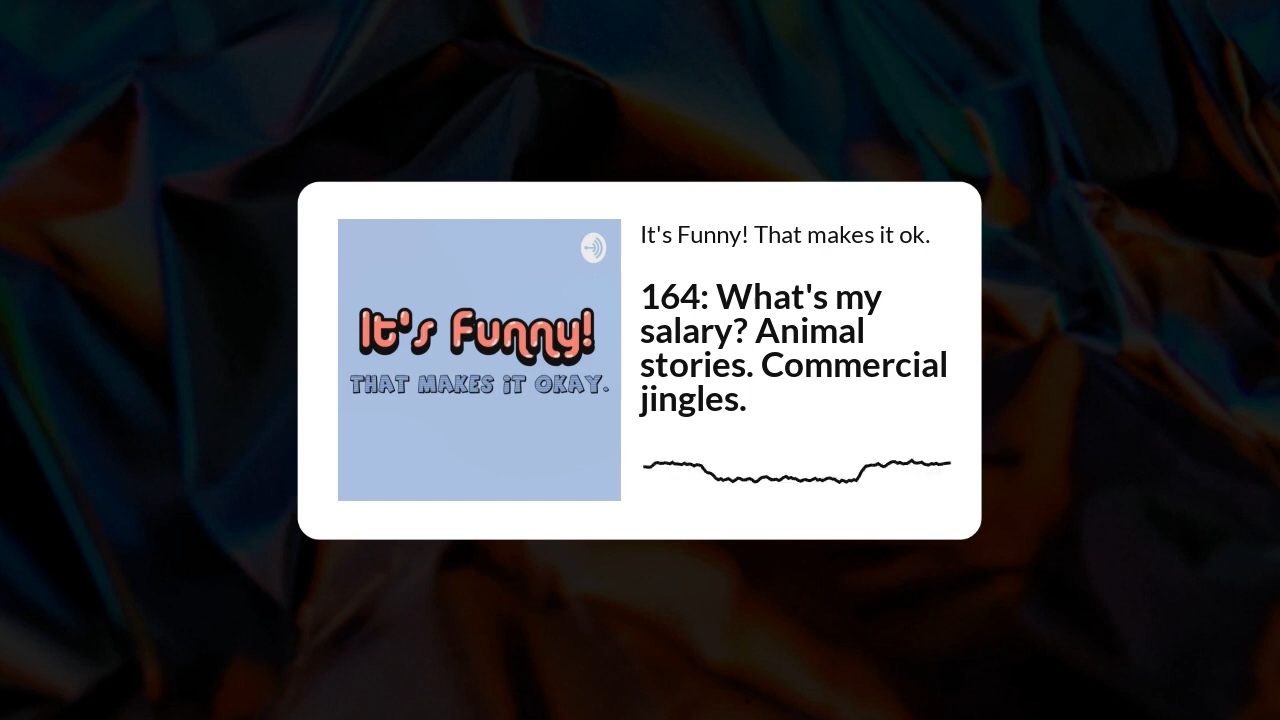 It's Funny!
THAT MAKES iT OKAY.
It's Funny! That makes it ok.
164: What's my
salary? Animal
stories. Commercial
jingles.